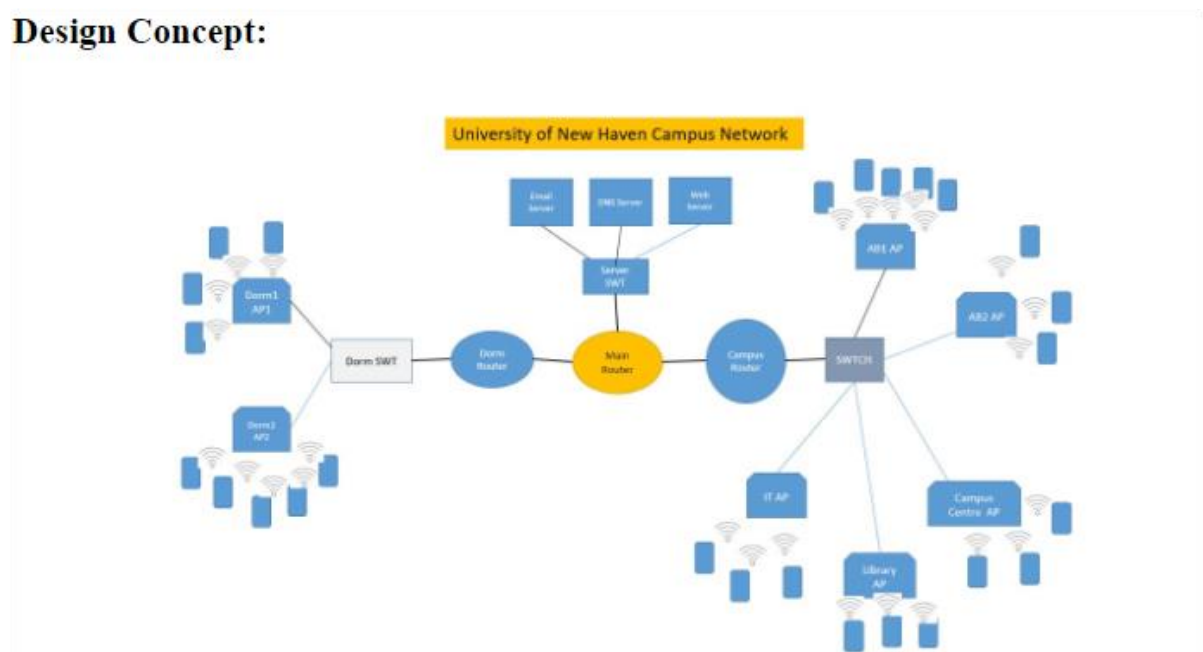 Design Concept:
University of New Haven Campus Network
Email
Server
DNS Server
Web
Server
AB1 AP
Server
SWT
Dorm1
AP1
AB2 AP
Dorm SWT
Dorm
Router
Main
Router
Campus
Router
SWTCH
Dorm2
AP2
IT AP
Campus
Centre AP
Library
AP